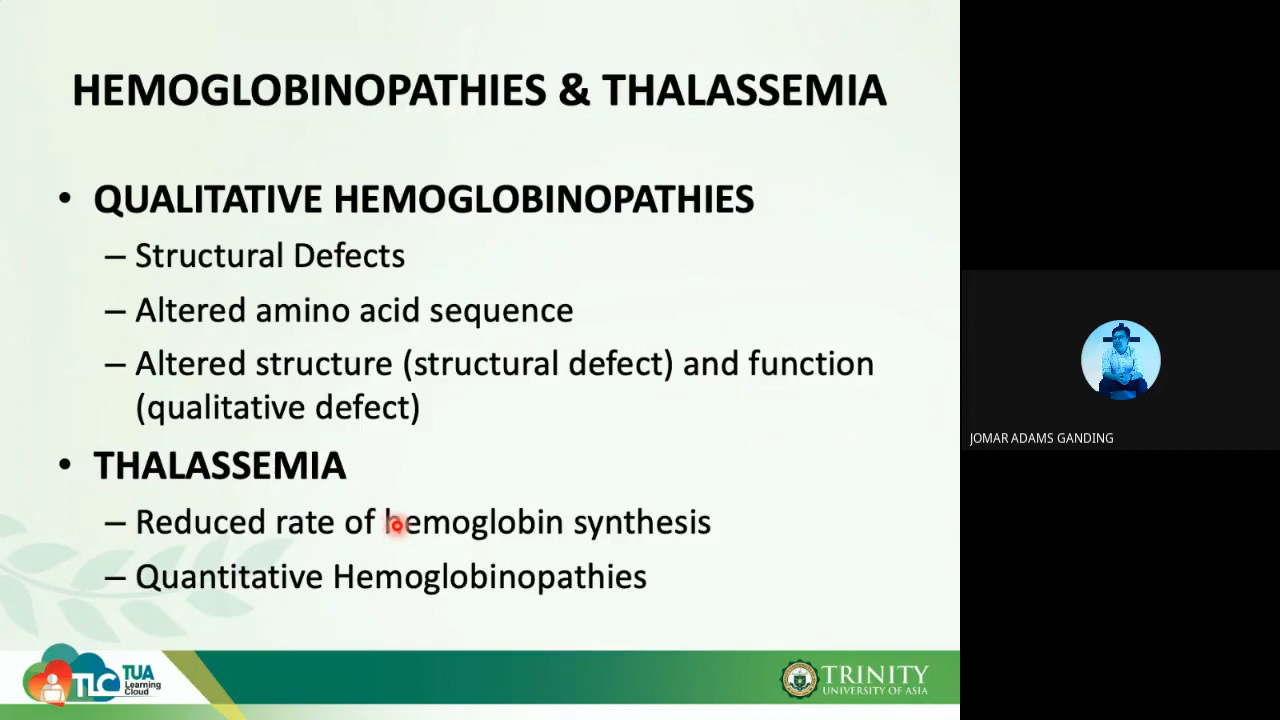 HEMOGLOBINOPATHIES & THALASSEMIA
• QUALITATIVE HEMOGLOBINOPATHIES
– Structural Defects
– Altered amino acid sequence
– Altered structure (structural defect) and function
(qualitative defect)
• THALASSEMIA
– Reduced rate of hemoglobin synthesis
– Quantitative Hemoglobinopathies
JOMAR ADAMS GANDING
TLC TUA
Learning
Cloud
TRINITY
UNIVERSITY OF ASIA